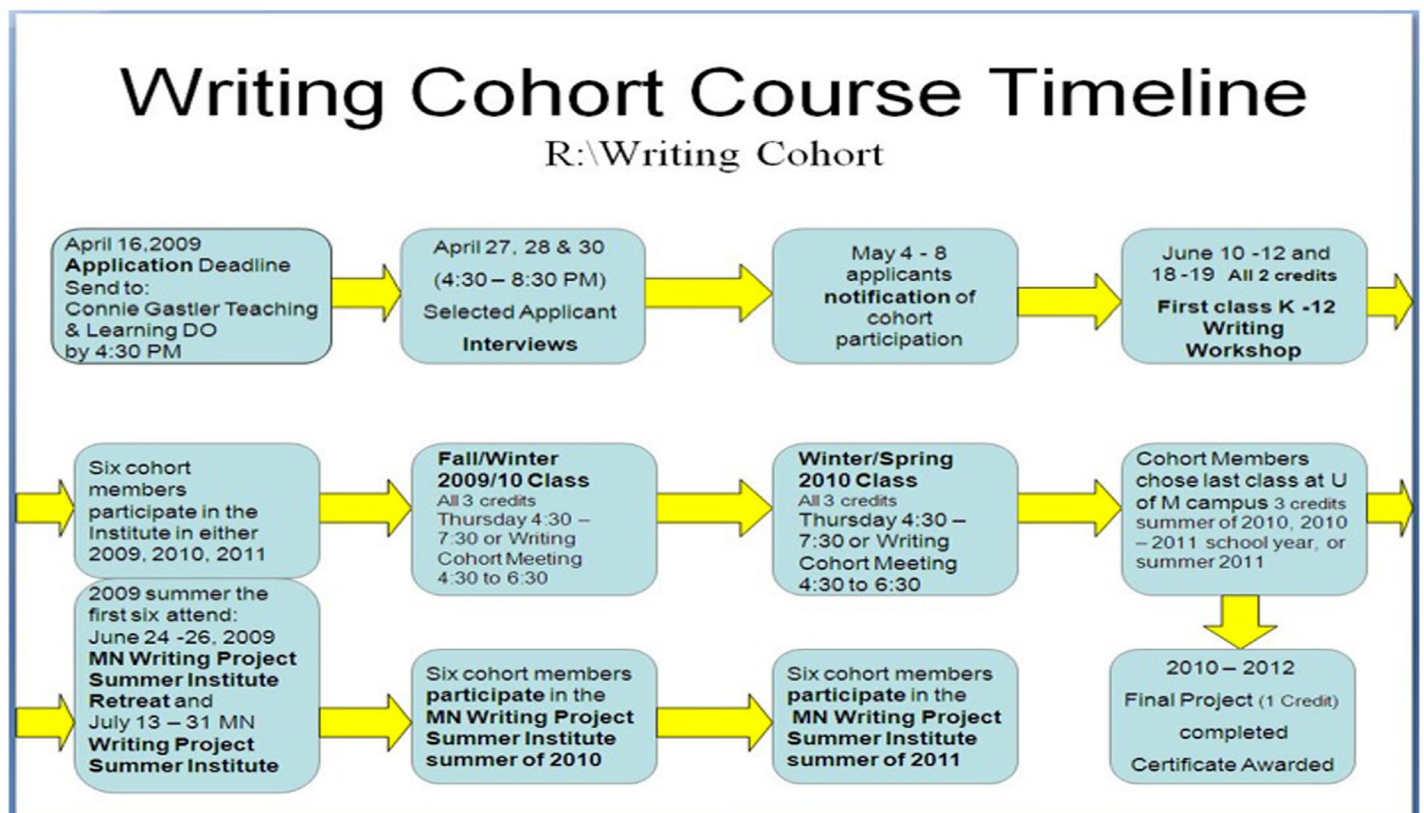 Writing Cohort Course Timeline
R:\Writing Cohort
April 16,2009
Application Deadline
Send to:
Connie Gastler Teaching
& Learning DO
by 4:30 PM
April 27, 28 & 30
(4:30 – 8:30 PM)
Selected Applicant
Interviews
May 4 - 8
applicants
notification of
cohort
participation
June 10 -12 and
18 -19 All 2 credits
First class K -12
Writing
Workshop
Six cohort
members
participate in the
Institute in either
2009, 2010, 2011
Fall/Winter
2009/10 Class
All 3 credits
Thursday 4:30 –
7:30 or Writing
Cohort Meeting
4:30 to 6:30
Winter/Spring
2010 Class
All 3 credits
Thursday 4:30 –
7:30 or Writing
Cohort Meeting
4:30 to 6:30
Cohort Members
chose last class at U
of M campus 3 credits
summer of 2010, 2010
– 2011 school year, or
summer 2011
2009 summer the
first six attend:
June 24 -26, 2009
MN Writing Project
Summer Institute
Retreat and
July 13 – 31 MN
Writing Project
Summer Institute
Six cohort members
participate in the
MN Writing Project
Summer Institute
summer of 2010
Six cohort members
participate in the
MN Writing Project
Summer Institute
summer of 2011
2010 – 2012
Final Project (1 Credit)
completed
Certificate Awarded